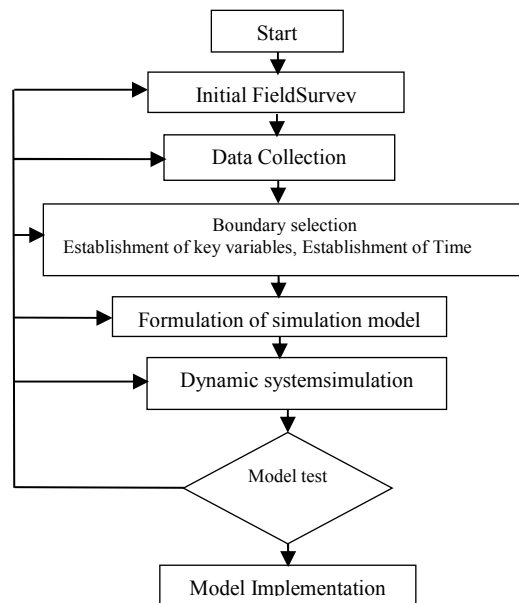 Start
Initial FieldSurvev
Data Collection
Boundary selection
Establishment of key variables, Establishment of Time
Formulation of simulation model
Dynamic systemsimulation
Model test
Model Implementation